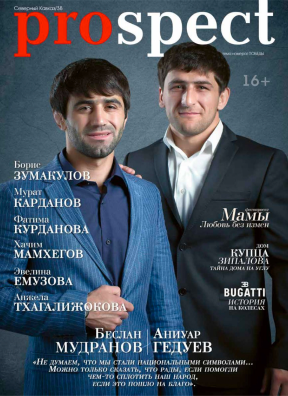 Северный Кавказ/КБР
prospect
16+
Борис
ЗУМАКУЛОВ
Мурат
КАРДАНОВ
Фатима
КУРДАНОВА
Хачим
МАМХЕГОВ
Эвелина
ЕМУЗОВА
Анжела
ТХАГАЛИЖОКОВА
Мамы
Любовь без измен
ДОМ
КУПЦА
ЗИПАЛОВА
ТАЙНА ДОМА НА УГЛУ
BUGATTI
ИСТОРИЯ
НА КОЛЕСАХ
Беслан
МУДРАНОВ
Аниуар
ГЕДУЕВ
«Не думаем, что мы стали национальными символами...
Можно только сказать, что рады, если помогли
чем-то сплотить наш народ,
если это пошло на благо».